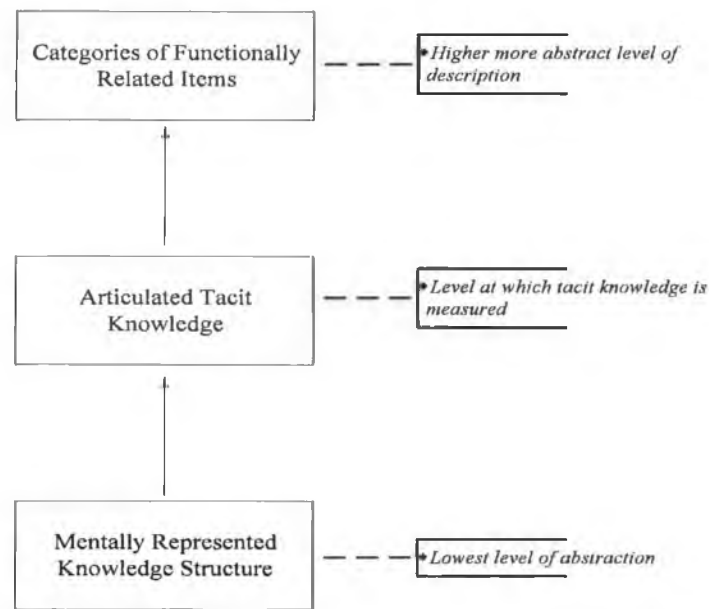 Categories of Functionally
Related Items
• Higher more abstract level of
description
Articulated Tacit
Knowledge
• Level at which tacit knowledge is
measured
Mentally Represented
Knowledge Structure
• Lowest level of abstraction